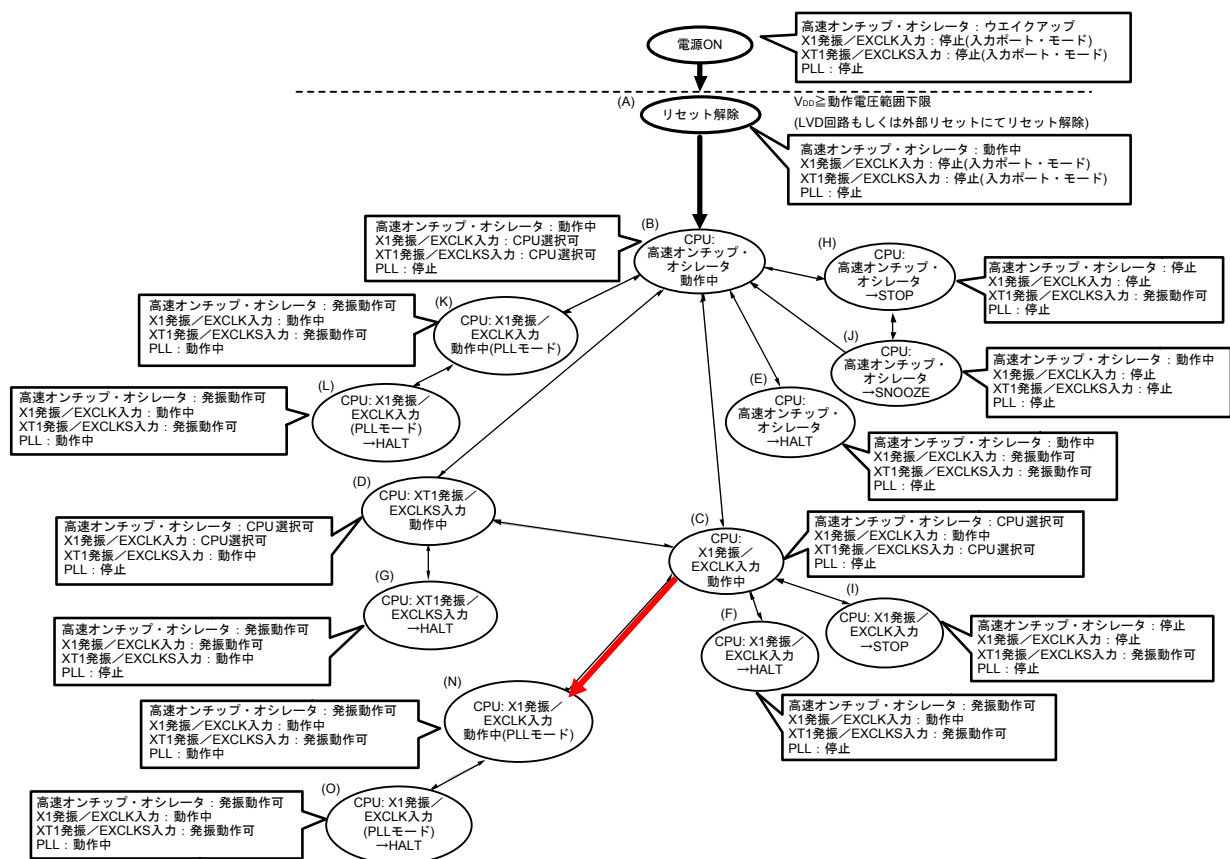 電源ON
高速オンチップ・オシレータ:ウエイクアップ
X1発振/EXCLK入力:停止(入力ポート・モード)
XT1発振/EXCLKS入力:停止(入力ポート・モード)
PLL:停止
(A)
リセット解除
VDD≧動作電圧範囲下限
(LVD回路もしくは外部リセットにてリセット解除)
高速オンチップ・オシレータ:動作中
X1発振/EXCLK入力:停止(入力ポート・モード)
XT1発振/EXCLKS入力:停止(入力ポート・モード)
PLL:停止
高速オンチップ・オシレータ:動作中
X1発振/EXCLK入力:CPU選択可
XT1発振/EXCLKS入力:CPU選択可
PLL:停止
(B)
CPU:
高速オンチップ・
オシレータ
動作中
(H)
CPU:
高速オンチップ・
オシレータ
→STOP
高速オンチップ・オシレータ:停止
X1発振/EXCLK入力:停止
XT1発振/EXCLKS入力:発振動作可
PLL:停止
高速オンチップ・オシレータ:発振動作可
X1発振/EXCLK入力:動作中
XT1発振/EXCLKS入力:発振動作可
PLL:動作中
(K)
CPU: X1発振/
EXCLK入力
動作中(PLLモード)
(J)
CPU:
高速オンチップ・
オシレータ
→SNOOZE
高速オンチップ・オシレータ:動作中
X1発振/EXCLK入力:停止
XT1発振/EXCLKS入力:停止
PLL:停止
高速オンチップ・オシレータ:発振動作可
X1発振/EXCLK入力:動作中
XT1発振/EXCLKS入力:発振動作可
PLL:動作中
(L)
CPU: X1発振/
EXCLK入力
(PLLモード)
→HALT
(E)
CPU:
高速オンチップ・
オシレータ
→HALT
高速オンチップ・オシレータ:動作中
X1発振/EXCLK入力:発振動作可
XT1発振/EXCLKS入力:発振動作可
PLL:停止
(D)
CPU: XT1発振/
EXCLKS入力
動作中
高速オンチップ・オシレータ:CPU選択可
X1発振/EXCLK入力:CPU選択可
XT1発振/EXCLKS入力:動作中
PLL:停止
(C)
CPU:
X1発振/
EXCLK入力
動作中
高速オンチップ・オシレータ:CPU選択可
X1発振/EXCLK入力:動作中
XT1発振/EXCLKS入力:CPU選択可
PLL:停止
(G)
CPU: XT1発振/
EXCLKS入力
→HALT
高速オンチップ・オシレータ:発振動作可
X1発振/EXCLK入力:発振動作可
XT1発振/EXCLKS入力:動作中
PLL:停止
(F)
CPU: X1発振/
EXCLK入力
→HALT
(I)
CPU: X1発振/
EXCLK入力
→STOP
高速オンチップ・オシレータ:停止
X1発振/EXCLK入力:停止
XT1発振/EXCLKS入力:発振動作可
PLL:停止
高速オンチップ・オシレータ:発振動作可
X1発振/EXCLK入力:動作中
XT1発振/EXCLKS入力:発振動作可
PLL:停止
(N)
CPU: X1発振/
EXCLK入力
動作中(PLLモード)
高速オンチップ・オシレータ:発振動作可
X1発振/EXCLK入力:動作中
XT1発振/EXCLKS入力:発振動作可
PLL:動作中
(O)
CPU: X1発振/
EXCLK入力
(PLLモード)
→HALT
高速オンチップ・オシレータ:発振動作可
X1発振/EXCLK入力:動作中
XT1発振/EXCLKS入力:発振動作可
PLL:動作中